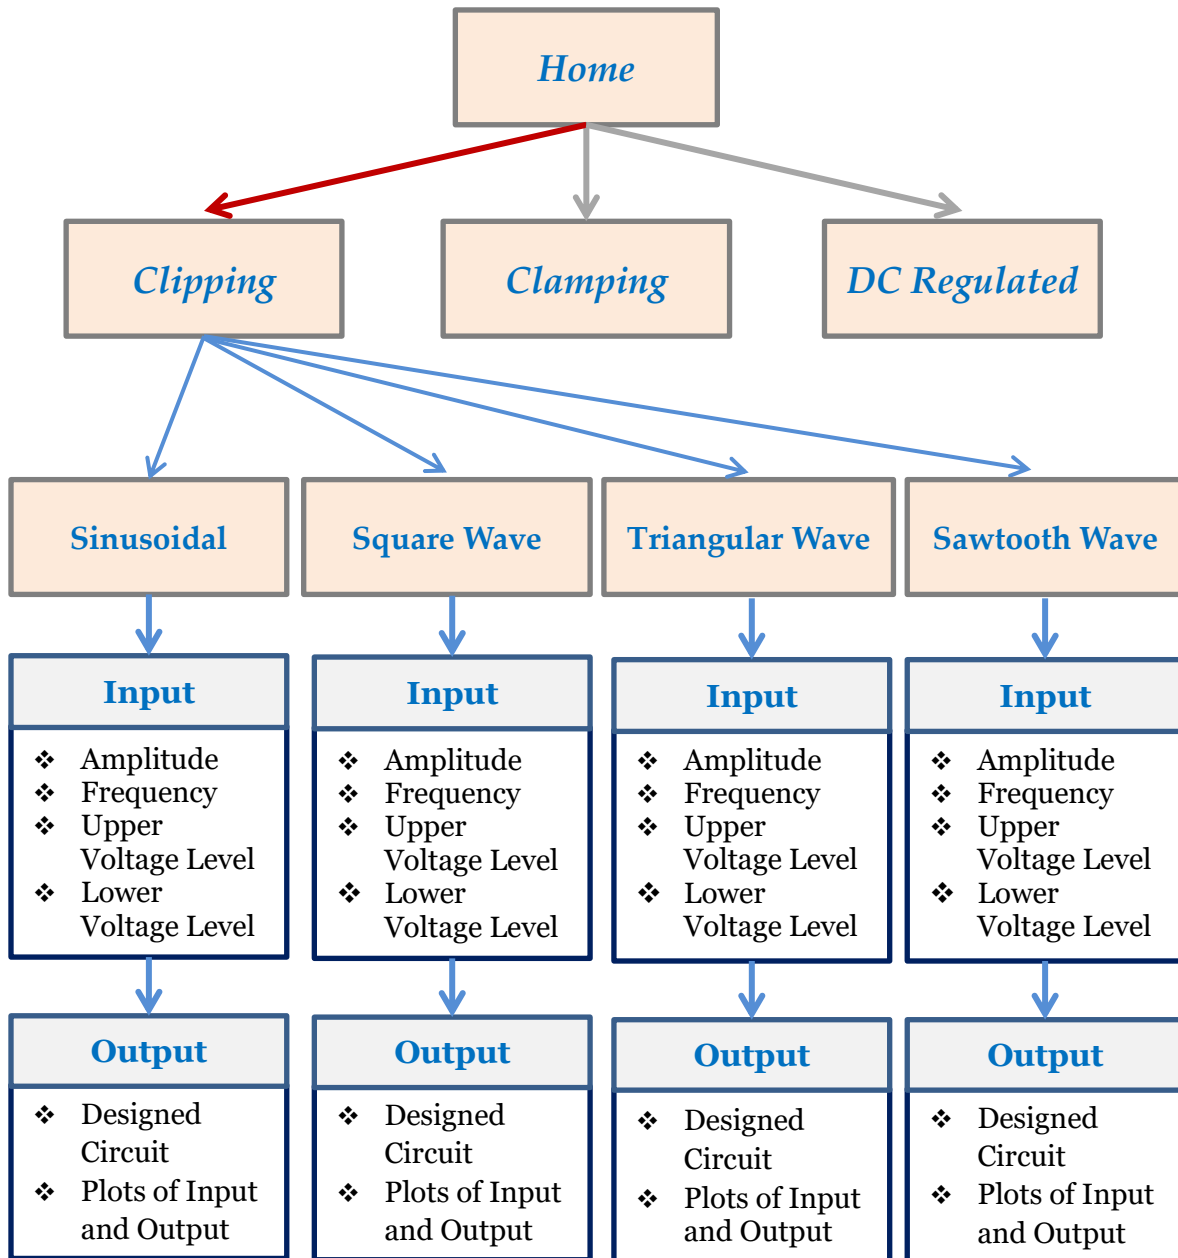 Home
Clipping
Clamping
DC Regulated
Sinusoidal
Square Wave
Triangular Wave
Sawtooth Wave
Input
❖ Amplitude
❖ Frequency
❖ Upper
Voltage Level
❖ Lower
Voltage Level
Input
❖ Amplitude
❖ Frequency
❖ Upper
Voltage Level
❖ Lower
Voltage Level
Input
❖ Amplitude
❖ Frequency
❖ Upper
Voltage Level
❖ Lower
Voltage Level
Input
❖ Amplitude
❖ Frequency
❖ Upper
Voltage Level
❖ Lower
Voltage Level
Output
❖ Designed
Circuit
❖ Plots of Input
and Output
Output
❖ Designed
Circuit
❖ Plots of Input
and Output
Output
❖ Designed
Circuit
❖ Plots of Input
and Output
Output
❖ Designed
Circuit
❖ Plots of Input
and Output